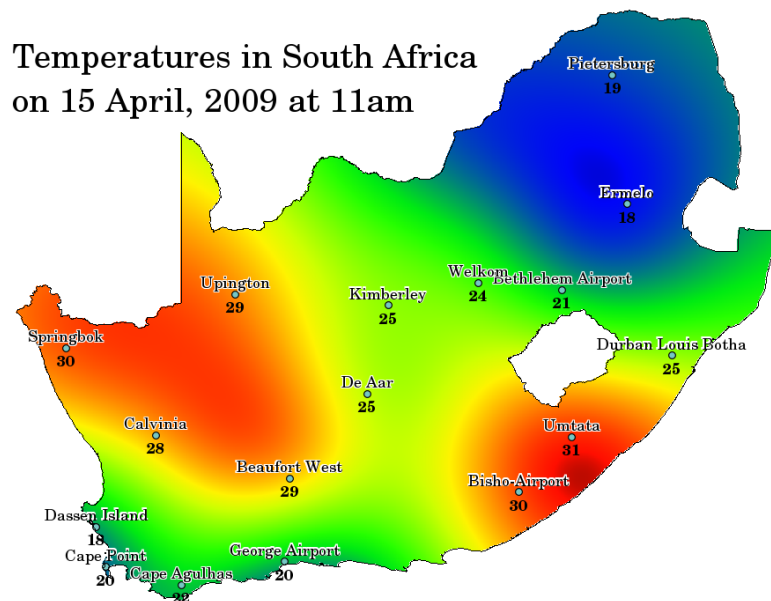 Temperatures in South Africa
on 15 April, 2009 at 11am
Pietersburg
19
Ermelo
18
Welkom
24
Bethlehem Airport
21
Upington
29
Kimberley
25
Springbok
30
Durban Louis Botha
25
De Aar
25
Calvinia
28
Umtata
31
Beaufort West
29
Bisho-Airport
30
Dassen Island
18
Cape Point
20
George Airport
20
Cape Agulhas
22